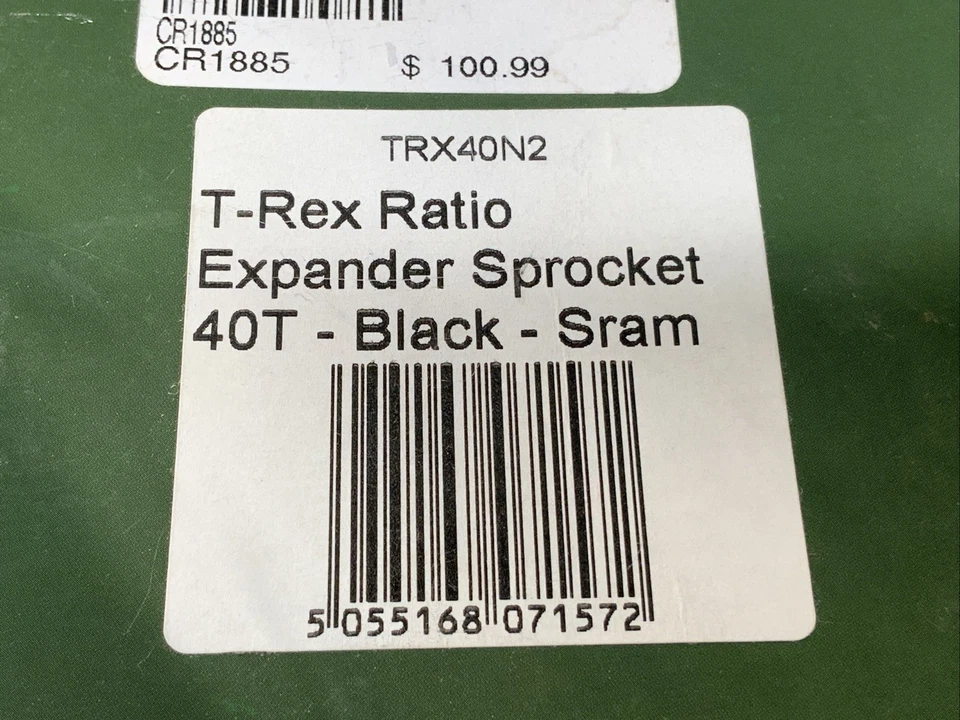 CR1885
CR1885 $ 100.99
TRX40N2
T-Rex Ratio
Expander Sprocket
40T - Black - Sram
5 055168 071572